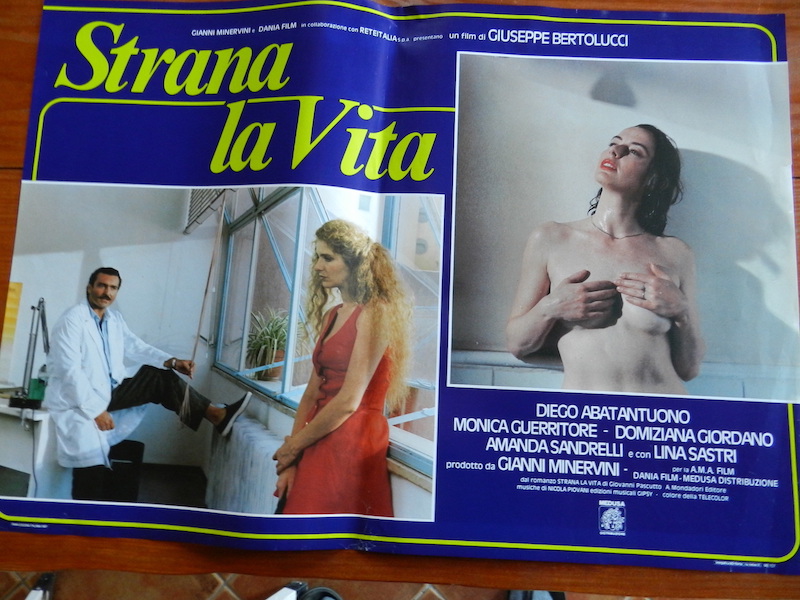 GIANNI MINERVINI e DANIA FILM in collaborazione con RETEITALIA S.p.A. presentano un film di GIUSEPPE BERTOLUCCI
Strana
la Vita
DIEGO ABATANTUONO
MONICA GUERRITORE - DOMIZIANA GIORDANO
AMANDA SANDRELLI e con LINA SASTRI
prodotto da GIANNI MINERVINI - per la A.M.A. FILM
DANIA FILM - MEDUSA DISTRIBUZIONE
dal romanzo STRANA LA VITA di Giovanni Pascutto A. Mondadori Editore
musiche di NICOLA PIOVANI edizioni musicali GIPSY - colore della TELECOLOR
MEDUSA
DISTRIBUZIONE